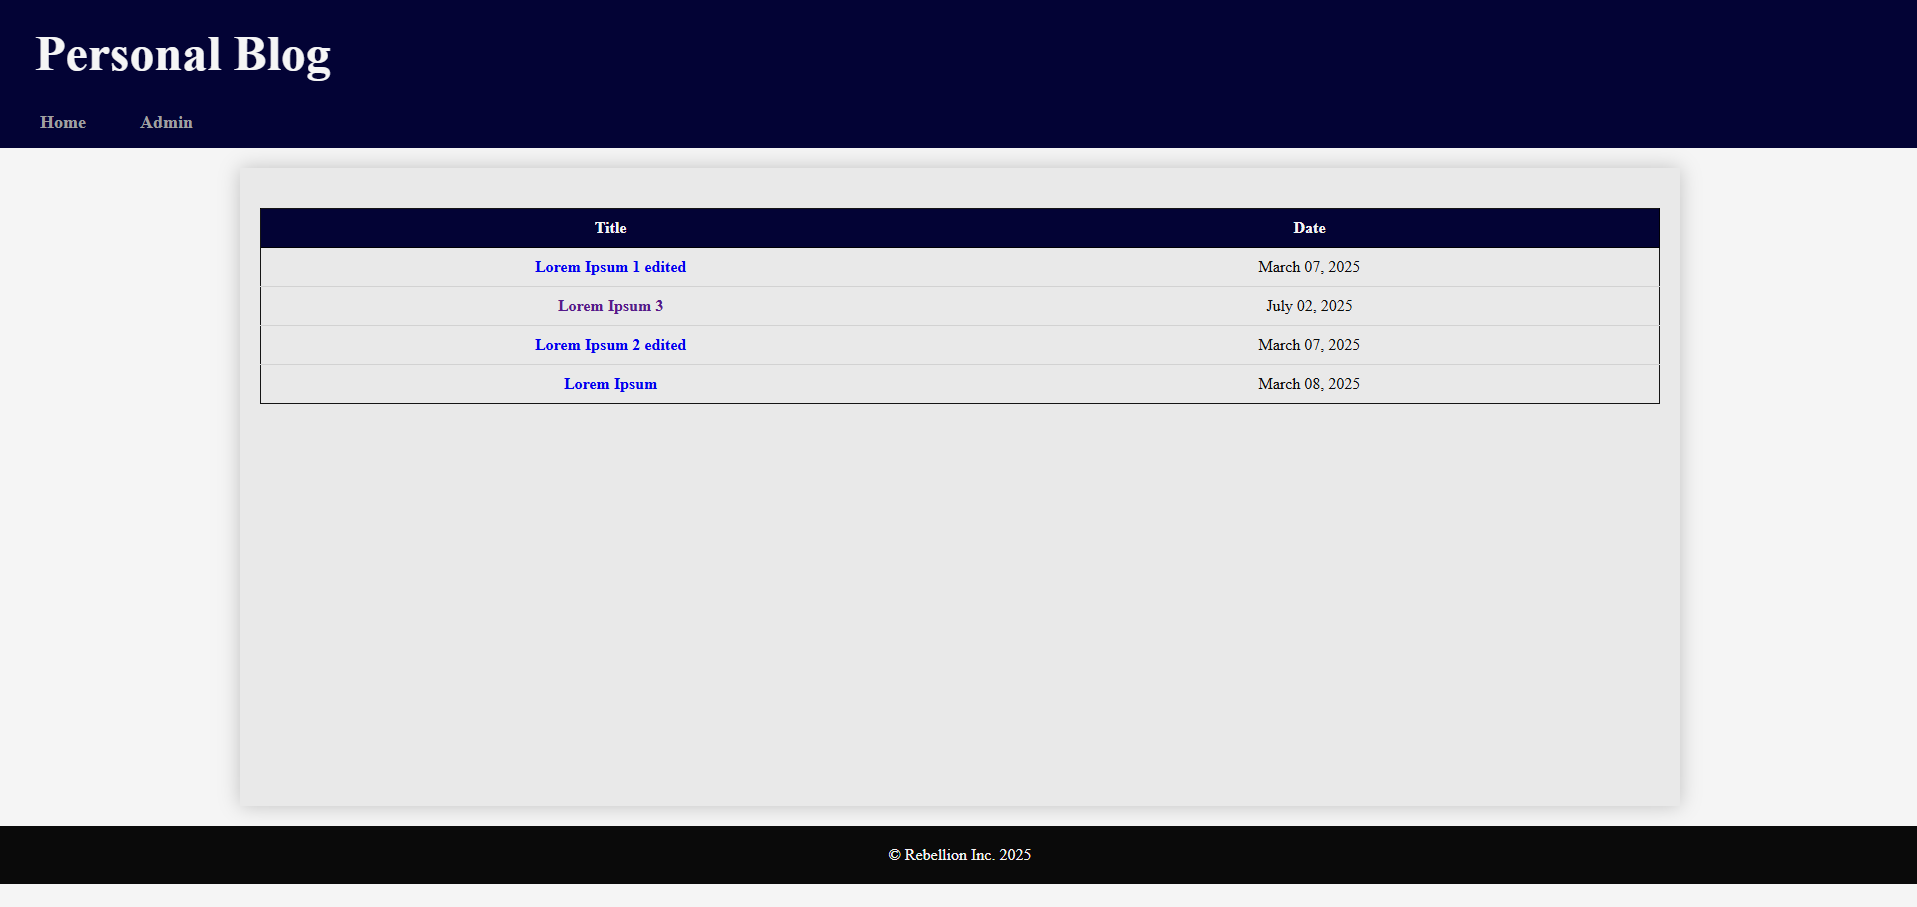 Personal Blog
Home Admin
Title Date
Lorem Ipsum 1 edited March 07, 2025
Lorem Ipsum 3 July 02, 2025
Lorem Ipsum 2 edited March 07, 2025
Lorem Ipsum March 08, 2025
© Rebellion Inc. 2025